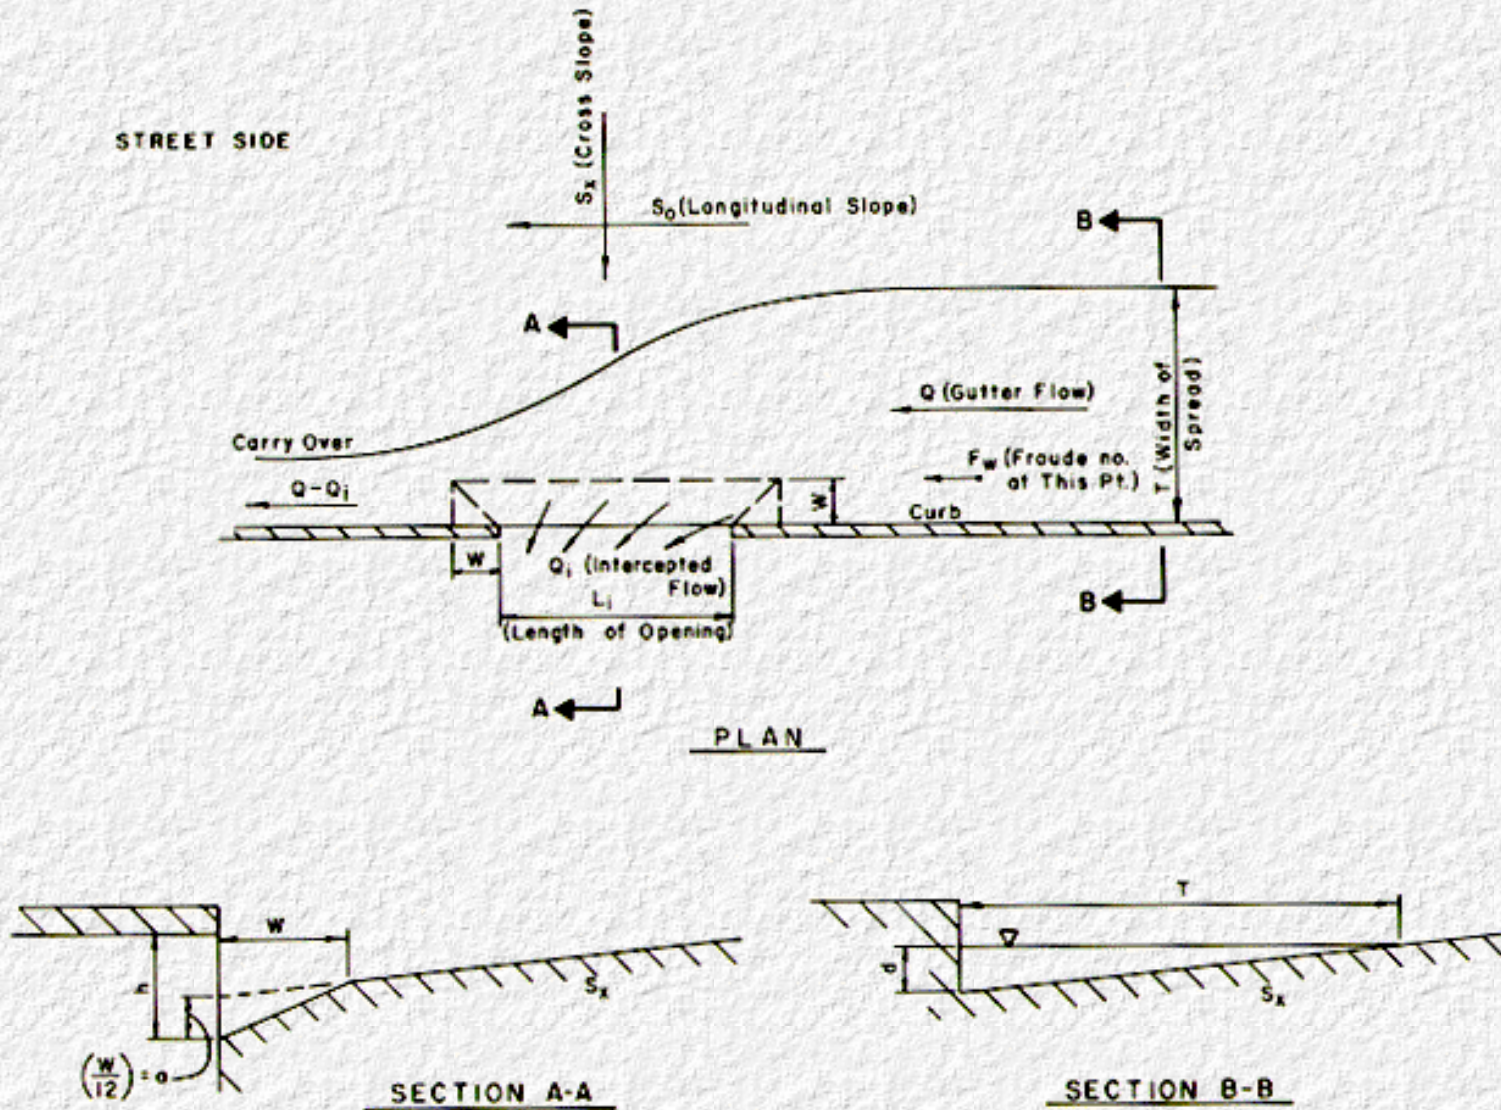 STREET SIDE
Sx (Cross Slope)
So (Longitudinal Slope)
B
A
Q (Gutter Flow)
T (Width of
Spread)
Carry Over
Fw (Froude no.
at This Pt.)
Q-Qi
W
Curb
W
Qi (Intercepted
Flow)
Li
(Length of Opening)
B
A
PLAN
W
h
Sx
(W/12) = a
SECTION A-A
T
d
Sx
SECTION B-B